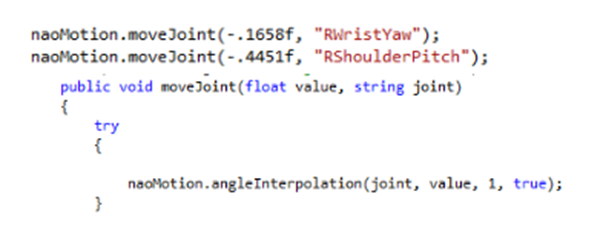 naoMotion.moveJoint(-.1658f, "RWristYaw");
naoMotion.moveJoint(-.4451f, "RShoulderPitch");
public void moveJoint(float value, string joint)
{
try
{
naoMotion.angleInterpolation(joint, value, 1, true);
}